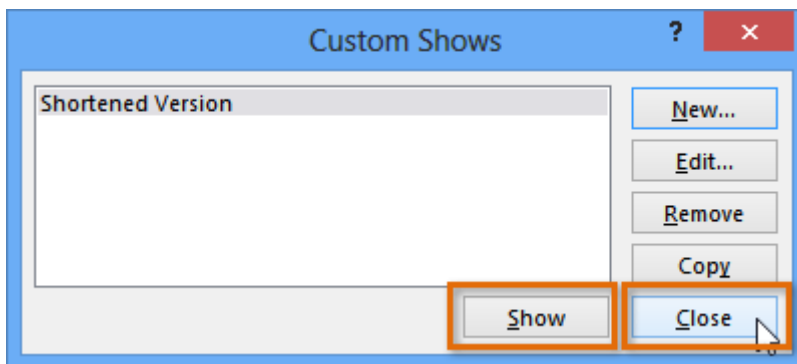 Custom Shows
?
Shortened Version
New...
Edit...
Remove
Copy
Show
Close